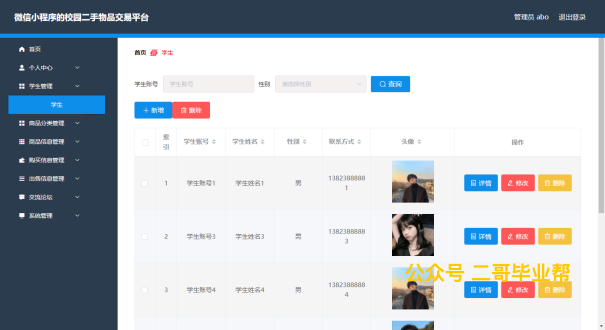 微信小程序的校园二手物品交易平台
管理员 abo 退出登录
首页
个人中心
学生管理
学生
商品分类管理
商品信息管理
购买信息管理
出售信息管理
交流论坛
系统管理
首页 学生
学生账号 学生账号 性别 请选择性别 查询
新增 删除
索引 学生账号 学生姓名 性别 联系方式 头像 操作
1 学生账号1 学生姓名1 男 13823888881 详情 修改 删除
2 学生账号3 学生姓名3 男 13823888883 详情 修改 删除
公众号 二哥毕业帮
3 学生账号4 学生姓名4 男 13823888884 详情 修改 删除